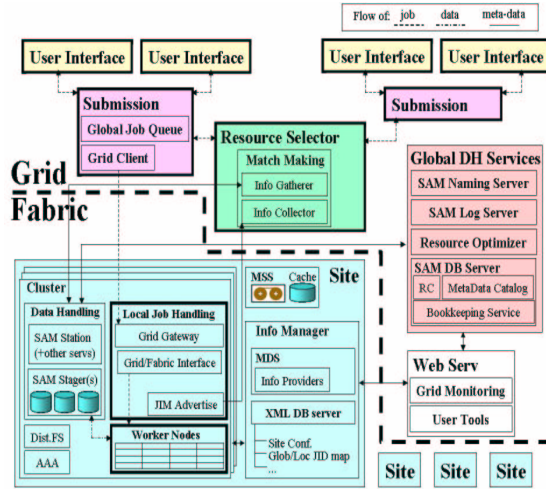 Flow of: job data meta-data
User Interface
User Interface
User Interface
User Interface
Submission
Global Job Queue
Grid Client
Submission
Resource Selector
Match Making
Info Gatherer
Info Collector
Global DH Services
SAM Naming Server
SAM Log Server
Resource Optimizer
SAM DB Server
RC
MetaData Catalog
Bookkeeping Service
Grid
Fabric
Site
Cluster
Data Handling
SAM Station
(+other servs)
SAM Stager(s)
Dist.FS
AAA
Local Job Handling
Grid Gateway
Grid/Fabric Interface
JIM Advertise
Worker Nodes
MSS
Cache
Info Manager
MDS
Info Providers
XML DB server
Site Conf.
Glob/Loc JID map
...
Web Serv
Grid Monitoring
User Tools
Site
Site
Site